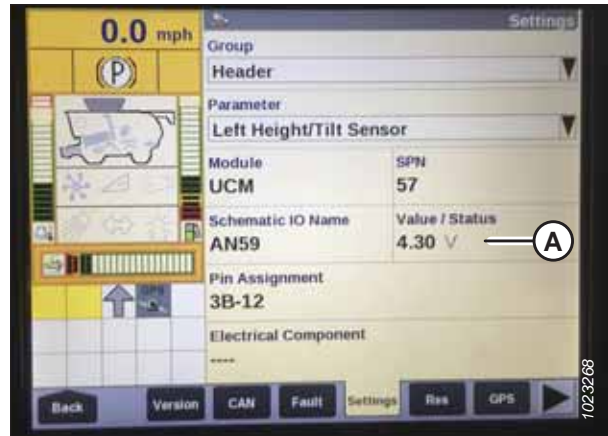 0.0 mph
(P)
Settings
Group
Header
Parameter
Left Height/Tilt Sensor
Module
UCM
SPN
57
Schematic IO Name
AN59
Value / Status
4.30 V
A
Pin Assignment
3B-12
Electrical Component
----
GPS
Back
Version
CAN
Fault
Settings
Res
GPS
1023268